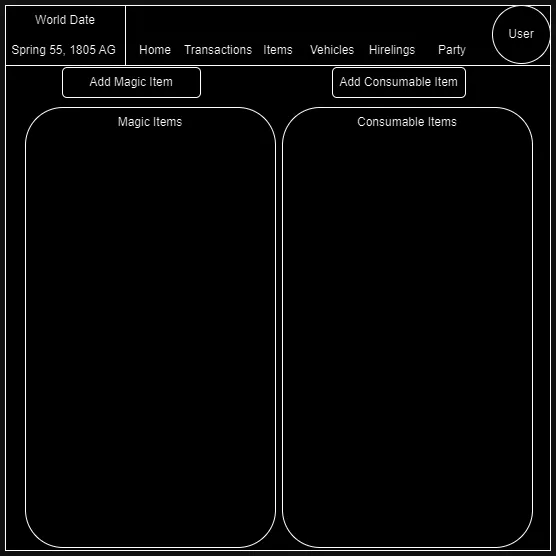 World Date
Spring 55, 1805 AG
Home Transactions Items Vehicles Hirelings Party
User
Add Magic Item
Add Consumable Item
Magic Items
Consumable Items